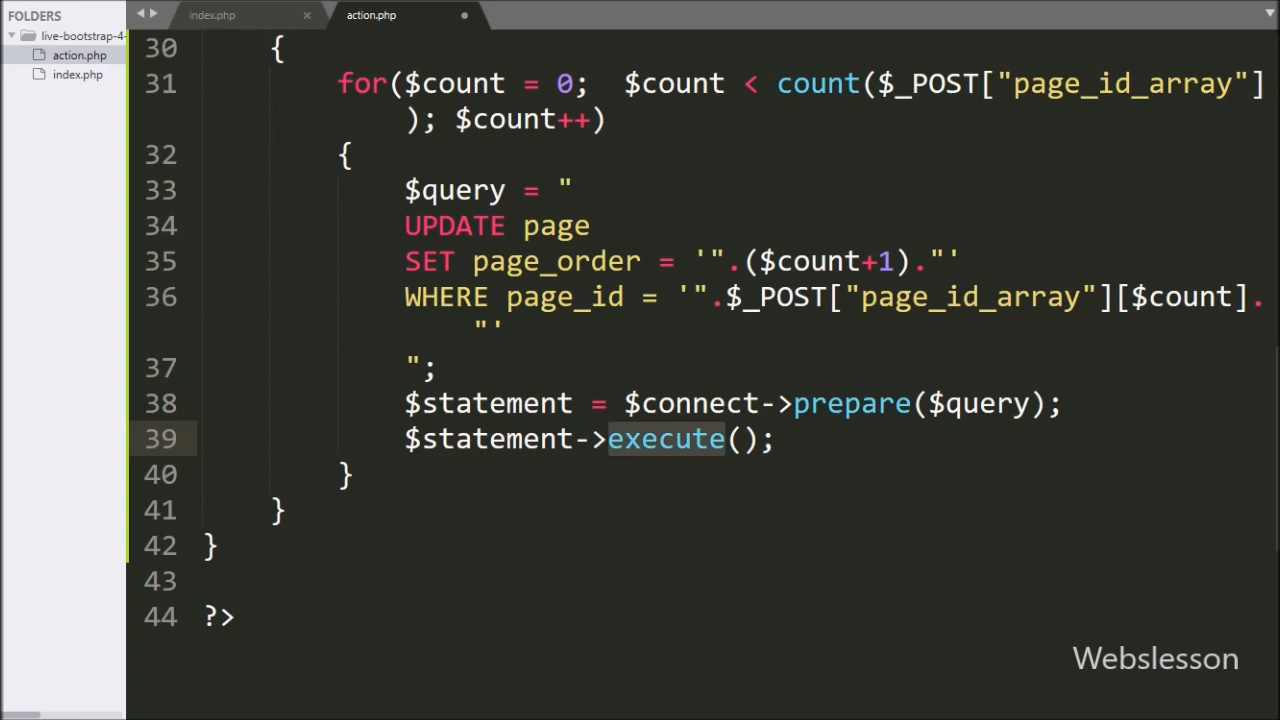 FOLDERS
live-bootstrap-4-
action.php
index.php
index.php ×
action.php
30 {
31 for($count = 0;  $count < count($_POST["page_id_array"]
); $count++)
32 {
33 $query = "
34 UPDATE page
35 SET page_order = '".($count+1)."'
36 WHERE page_id = '".$_POST["page_id_array"][$count].
"'
37 ";
38 $statement = $connect->prepare($query);
39 $statement->execute();
40 }
41 }
42 }
43
44 ?>
Webslesson